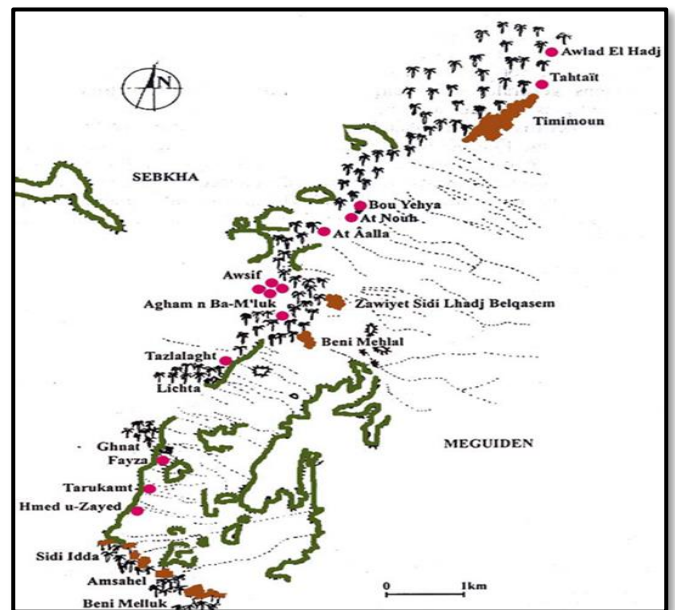 Awlad El Hadj
Tahtaït
N
Timimoun
SEBKHA
Bou Yehya
At Nouh
At Âalla
Awsif
Agham n Ba-M'luk
Zawiyet Sidi Lhadj Belqasem
Beni Mehlal
Tazlalaght
Lichta
MEGUIDEN
Ghnat
Fayza
Tarukamt
Hmed u-Zayed
Sidi Idda
Amsahel
Beni Melluk
0 1km